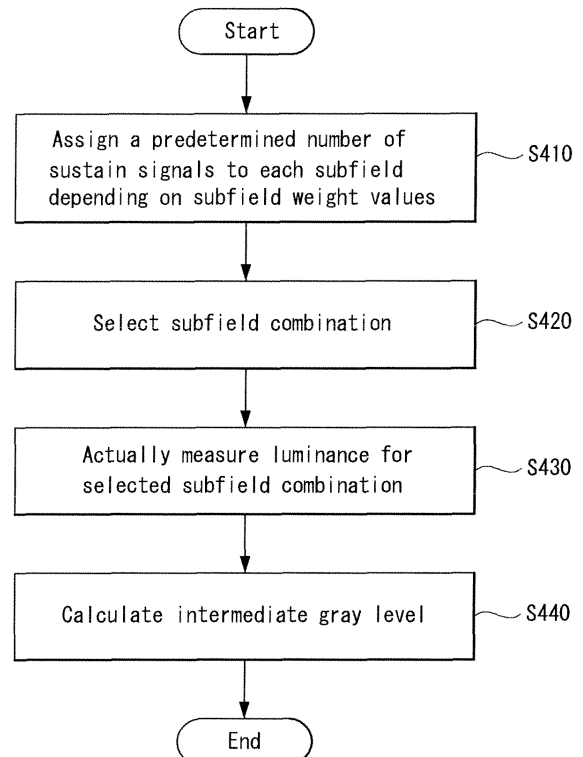 Start
Assign a predetermined number of
sustain signals to each subfield
depending on subfield weight values
S410
Select subfield combination
S420
Actually measure luminance for
selected subfield combination
S430
Calculate intermediate gray level
S440
End